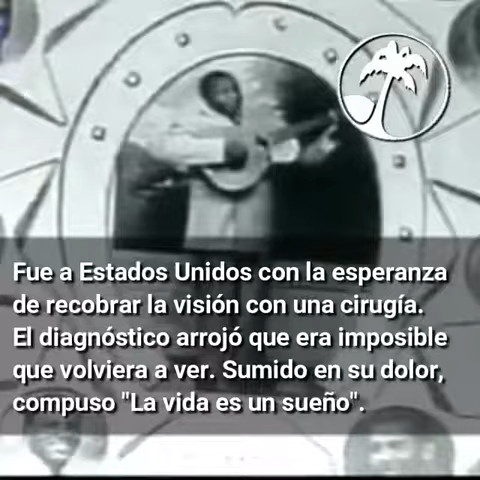 Fue a Estados Unidos con la esperanza
de recobrar la visión con una cirugía.
El diagnóstico arrojó que era imposible
que volviera a ver. Sumido en su dolor,
compuso "La vida es un sueño".